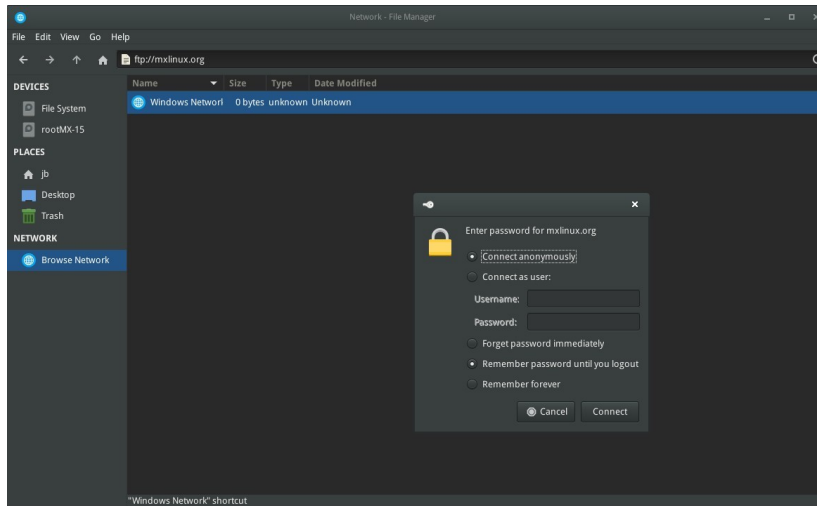 Network - File Manager
File Edit View Go Help
ftp://mxlinux.org
DEVICES
File System
rootMX-15
PLACES
jb
Desktop
Trash
NETWORK
Browse Network
Name Size Type Date Modified
Windows Networl 0 bytes unknown Unknown
Enter password for mxlinux.org
Connect anonymously
Connect as user:
Username:
Password:
Forget password immediately
Remember password until you logout
Remember forever
Cancel Connect
"Windows Network" shortcut